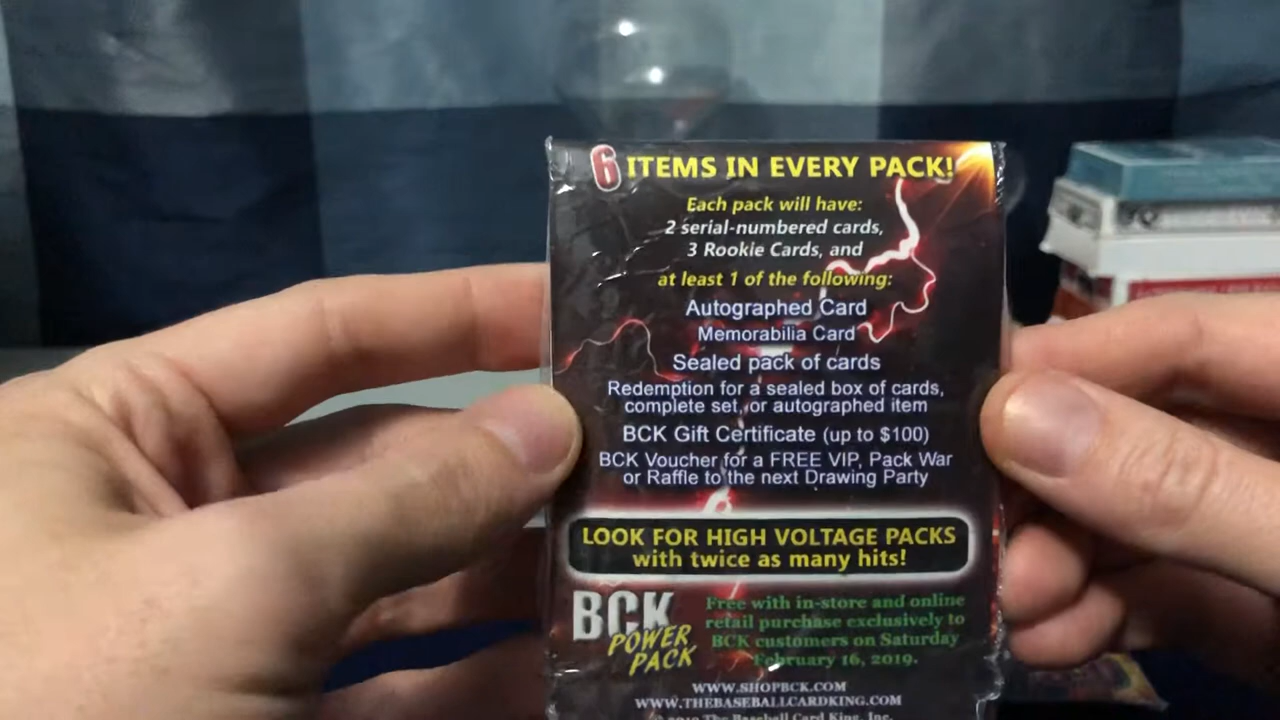 6 ITEMS IN EVERY PACK!
Each pack will have:
2 serial-numbered cards,
3 Rookie Cards, and
at least 1 of the following:
Autographed Card
Memorabilia Card
Sealed pack of cards
Redemption for a sealed box of cards,
complete set, or autographed item
BCK Gift Certificate (up to $100)
BCK Voucher for a FREE VIP, Pack War
or Raffle to the next Drawing Party
LOOK FOR HIGH VOLTAGE PACKS
with twice as many hits!
BCK
POWER
PACK
Free with in-store and online
retail purchase exclusively to
BCK customers on Saturday
February 16, 2019.
WWW.SHOPBCK.COM
WWW.THEBASEBALLCARDKING.COM
© 2019 The Baseball Card King, Inc.